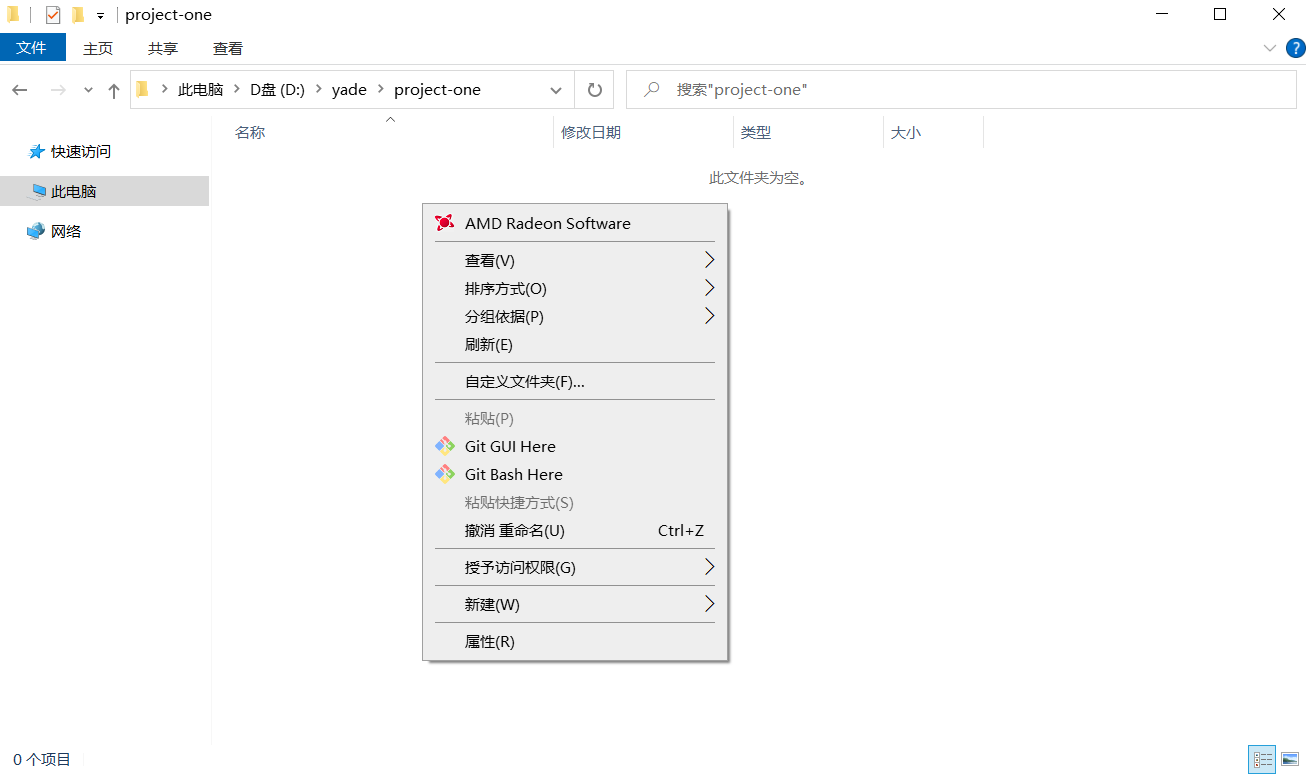 project-one
文件 主页 共享 查看 ?
此电脑 D盘 (D:) yade project-one 搜索"project-one"
名称 修改日期 类型 大小
快速访问
此文件夹为空。
此电脑
网络
AMD Radeon Software
查看(V)
排序方式(O)
分组依据(P)
刷新(E)
自定义文件夹(F)...
粘贴(P)
Git GUI Here
Git Bash Here
粘贴快捷方式(S)
撤消 重命名(U) Ctrl+Z
授予访问权限(G)
新建(W)
属性(R)
0 个项目